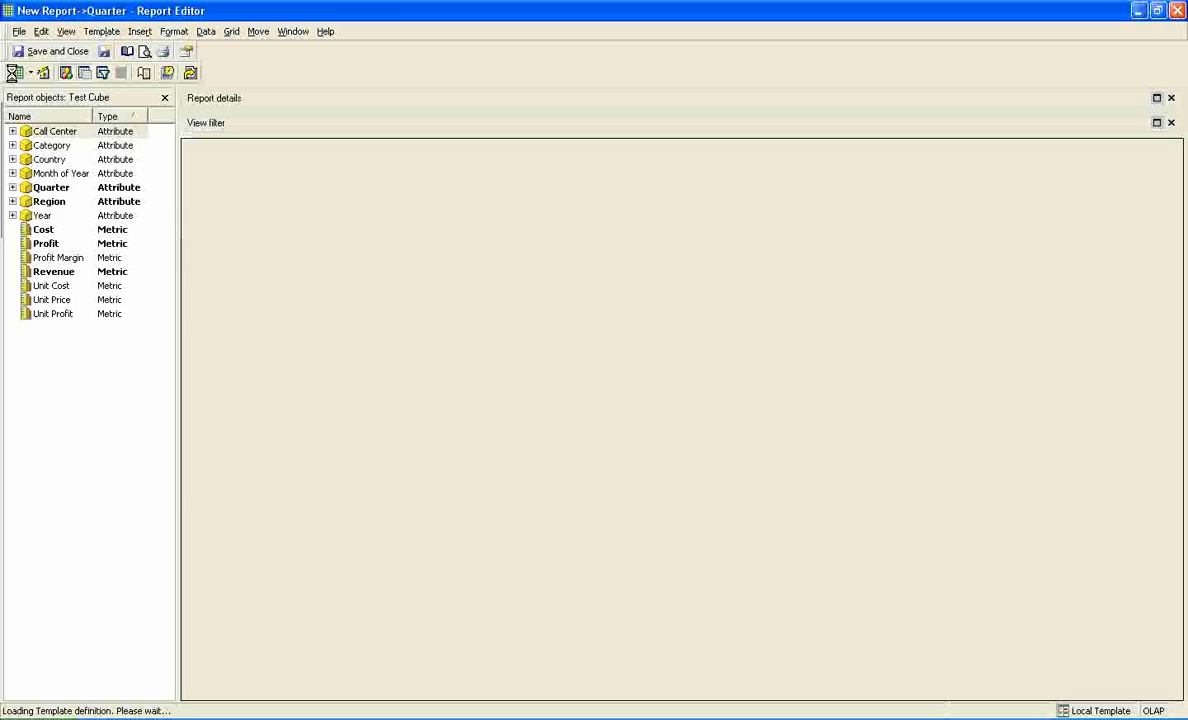 New Report->Quarter - Report Editor
File Edit View Template Insert Format Data Grid Move Window Help
Save and Close
Report objects: Test Cube
Name Type
Call Center Attribute
Category Attribute
Country Attribute
Month of Year Attribute
Quarter Attribute
Region Attribute
Year Attribute
Cost Metric
Profit Metric
Profit Margin Metric
Revenue Metric
Unit Cost Metric
Unit Price Metric
Unit Profit Metric
Report details
View filter
Loading Template definition. Please wait... Local Template OLAP